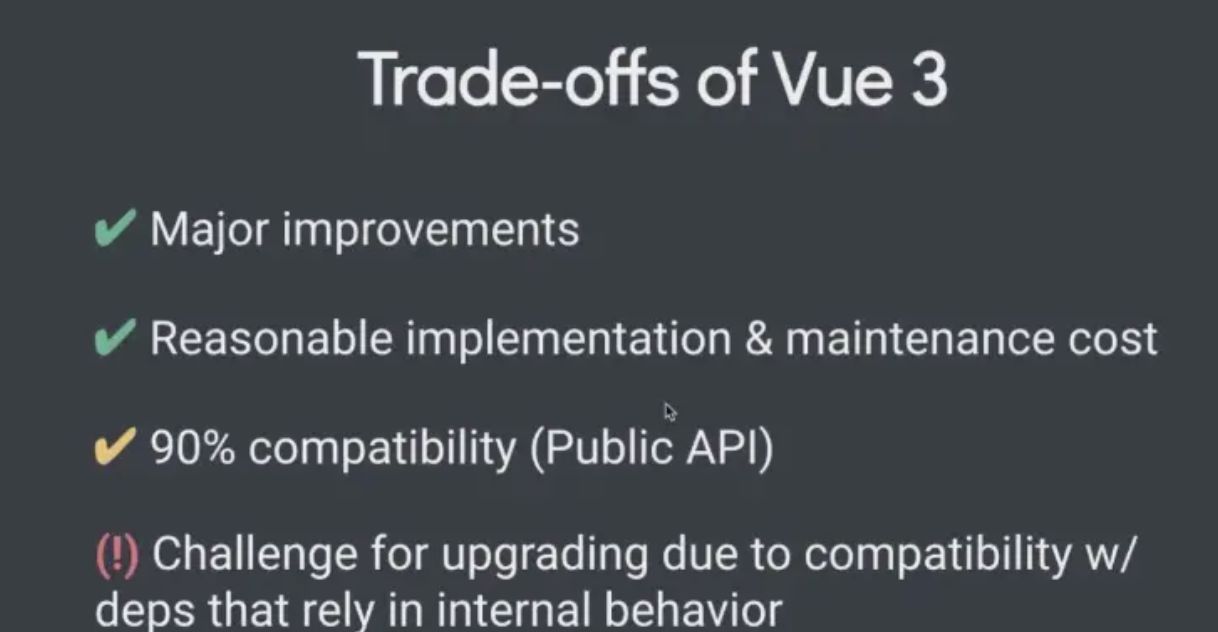 Trade-offs of Vue 3
✔ Major improvements
✔ Reasonable implementation & maintenance cost
✔ 90% compatibility (Public API)
(!) Challenge for upgrading due to compatibility w/
deps that rely in internal behavior